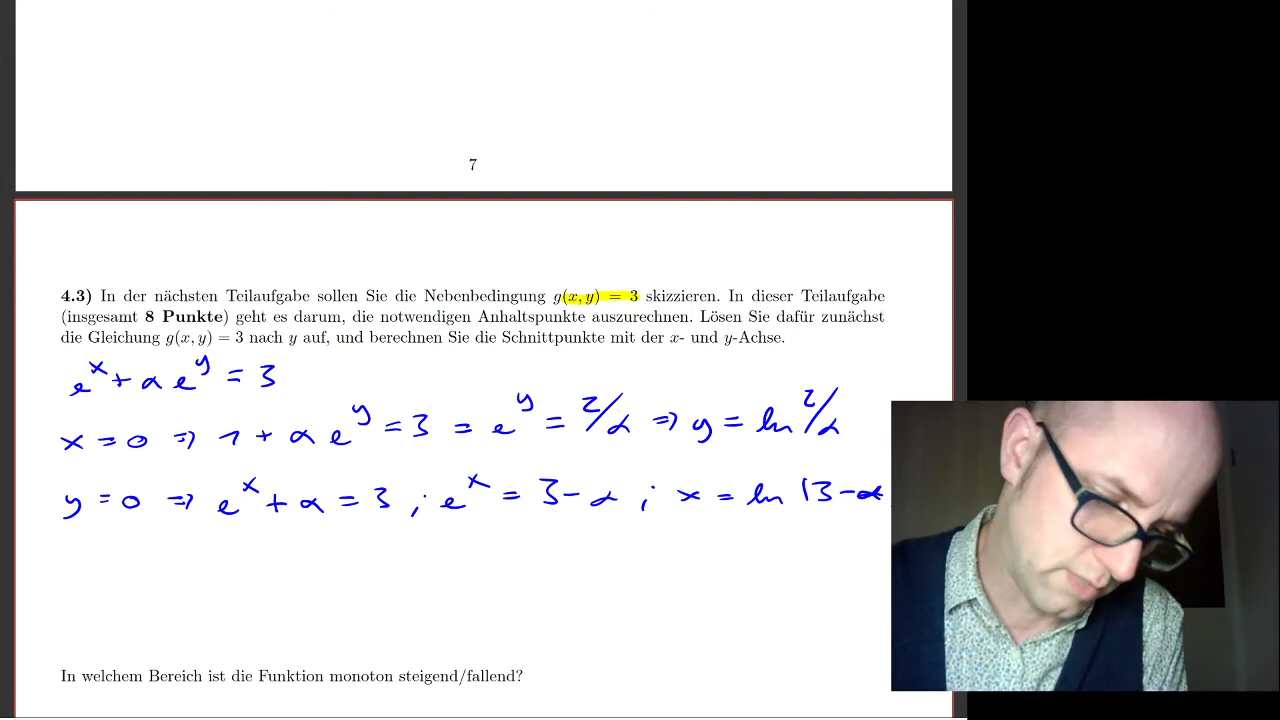 7
4.3) In der nächsten Teilaufgabe sollen Sie die Nebenbedingung g(x, y) = 3 skizzieren. In dieser Teilaufgabe
(insgesamt 8 Punkte) geht es darum, die notwendigen Anhaltspunkte auszurechnen. Lösen Sie dafür zunächst
die Gleichung g(x, y) = 3 nach y auf, und berechnen Sie die Schnittpunkte mit der x- und y-Achse.
e^x + α e^y = 3
x = 0 ⇒ 1 + α e^y = 3 = e^y = 2/α ⇒ y = ln 2/α
y = 0 ⇒ e^x + α = 3 ; e^x = 3 - α ; x = ln (3 - α
In welchem Bereich ist die Funktion monoton steigend/fallend?